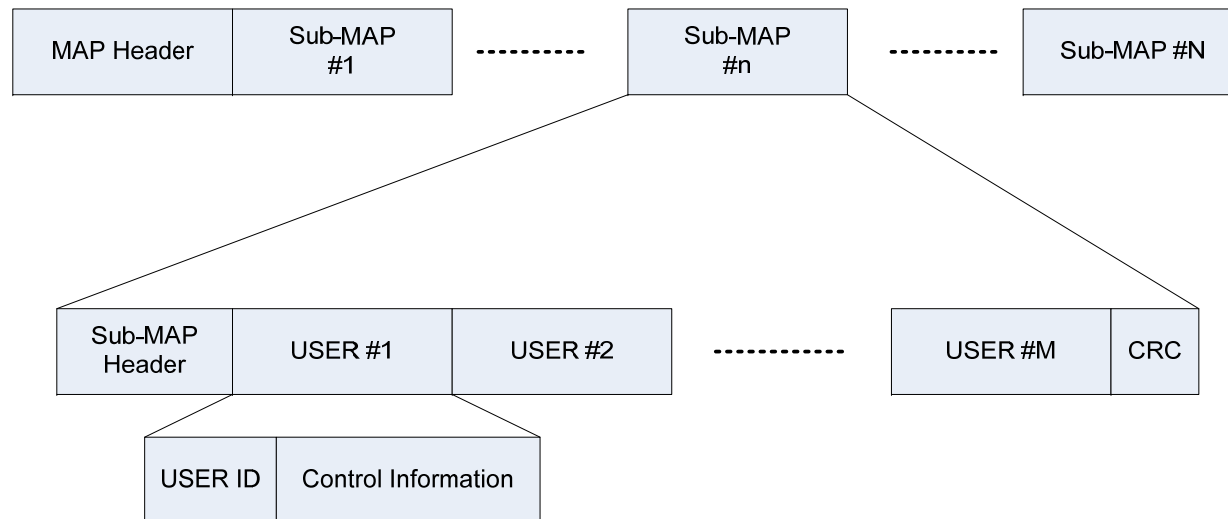 MAP Header
Sub-MAP
#1
Sub-MAP
#n
Sub-MAP #N
Sub-MAP
Header
USER #1
USER #2
USER #M
CRC
USER ID
Control Information